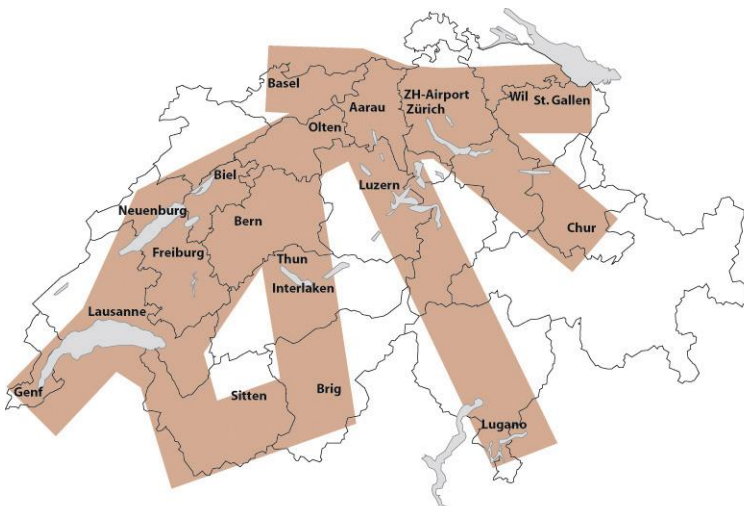 Basel
Aarau
ZH-Airport
Zürich
Wil
St. Gallen
Olten
Biel
Luzern
Neuenburg
Bern
Chur
Freiburg
Thun
Interlaken
Lausanne
Genf
Sitten
Brig
Lugano